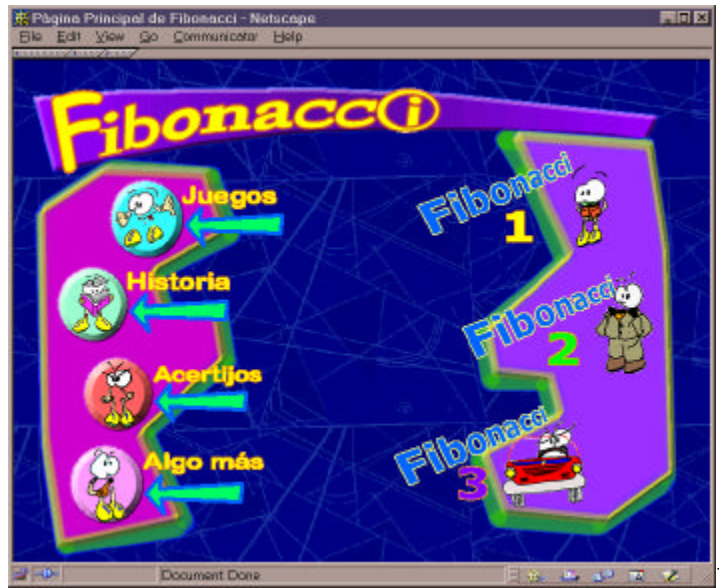 Página Principal de Fibonacci - Netscape
File Edit View Go Communicator Help
Fibonacci
Juegos
Historia
Acertijos
Algo más
Fibonacci
1
Fibonacci
2
Fibonacci
3
Document Done